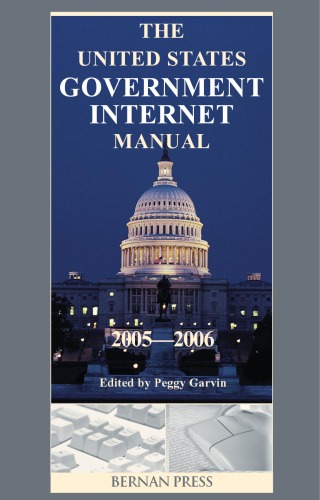 THE
UNITED STATES
GOVERNMENT
INTERNET
MANUAL
2005—2006
Edited by Peggy Garvin
BERNAN PRESS